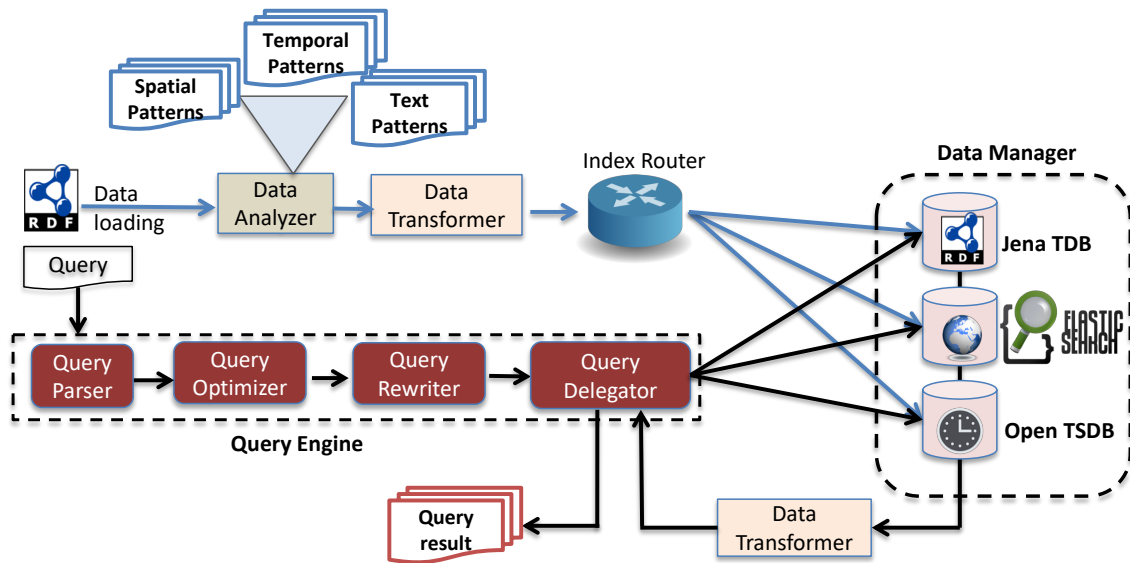 Temporal
Patterns
Spatial
Patterns
Text
Patterns
Index Router
Data Manager
RDF
Data
loading
Data
Analyzer
Data
Transformer
RDF
Jena TDB
Query
ELASTIC
SEARCH
Query
Parser
Query
Optimizer
Query
Rewriter
Query
Delegator
Open TSDB
Query Engine
Query
result
Data
Transformer